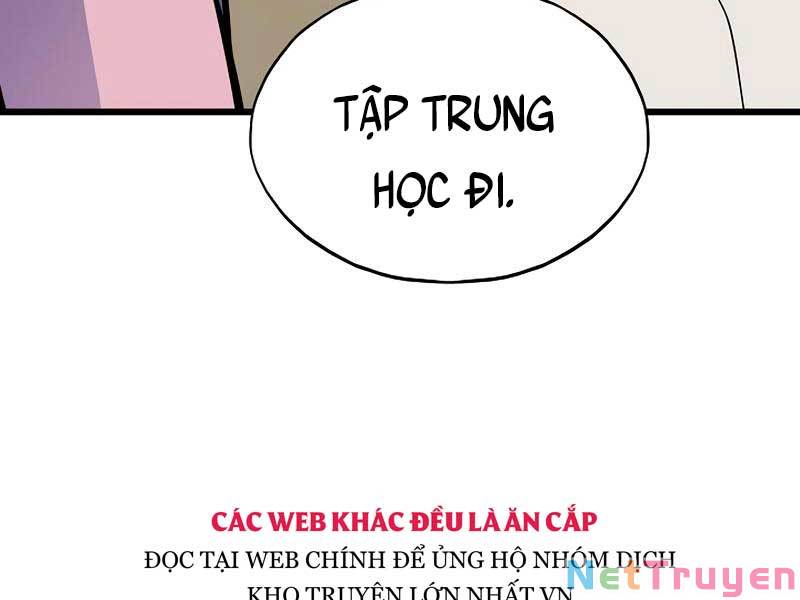 TẬP TRUNG
HỌC ĐI.
CÁC WEB KHÁC ĐỀU LÀ ĂN CẮP
ĐỌC TẠI WEB CHÍNH ĐỂ ỦNG HỘ NHÓM DỊCH
KHO TRUYỆN LỚN NHẤT VN
NetTruyen